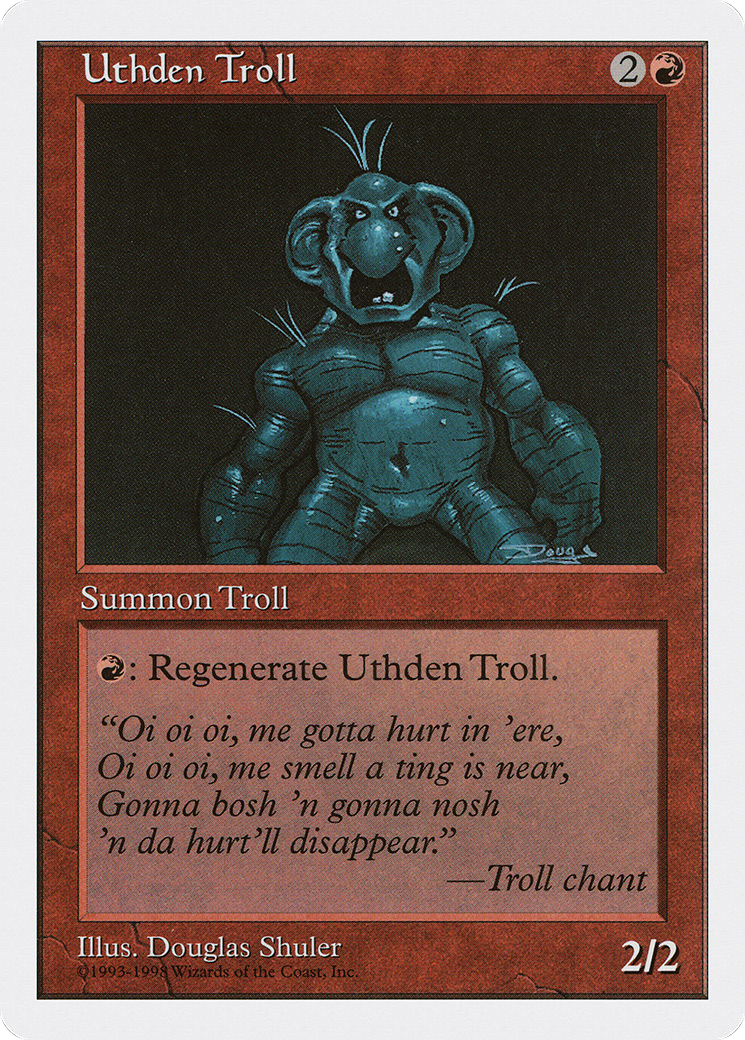 Uthden Troll
2
Doug
Summon Troll
: Regenerate Uthden Troll.
“Oi oi oi, me gotta hurt in ’ere,
Oi oi oi, me smell a ting is near,
Gonna bosh ’n gonna nosh
’n da hurt’ll disappear.”
—Troll chant
Illus. Douglas Shuler
©1993-1998 Wizards of the Coast, Inc.
2/2